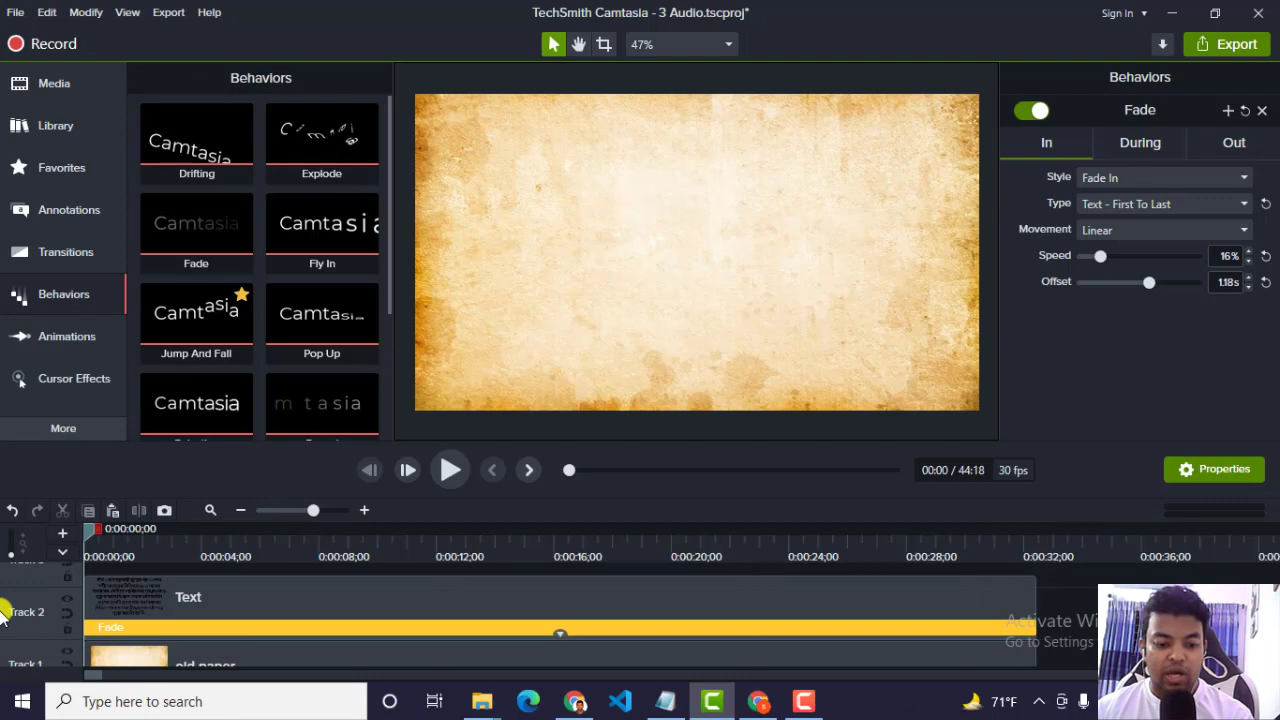 File Edit Modify View Export Help TechSmith Camtasia - 3 Audio.tscproj* Sign In
Record 47% Export
Media
Library
Favorites
Annotations
Transitions
Behaviors
Animations
Cursor Effects
More
Behaviors
Camtasia
Drifting
Explode
Camtasia
Fade
Camtasia
Fly In
Camtasia
Jump And Fall
Camtasia
Pop Up
Camtasia
m t a s i a
Behaviors
Fade
In During Out
Style Fade In
Type Text - First To Last
Movement Linear
Speed 16%
Offset 1.18s
00:00 / 44:18 30 fps
Properties
0:00:00;00
0:00:00;00 0:00:04;00 0:00:08;00 0:00:12;00 0:00:16;00 0:00:20;00 0:00:24;00 0:00:28;00 0:00:32;00 0:00:36;00
Track 2
Text
Fade
Track 1
old paper
Go to Settings
Type here to search
71°F